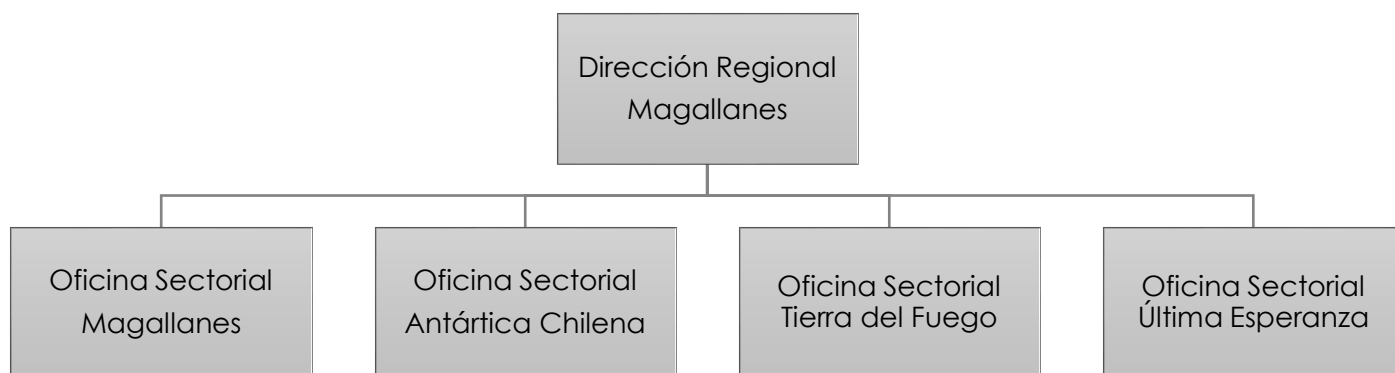 Dirección Regional
Magallanes
Oficina Sectorial
Magallanes
Oficina Sectorial
Antártica Chilena
Oficina Sectorial
Tierra del Fuego
Oficina Sectorial
Última Esperanza